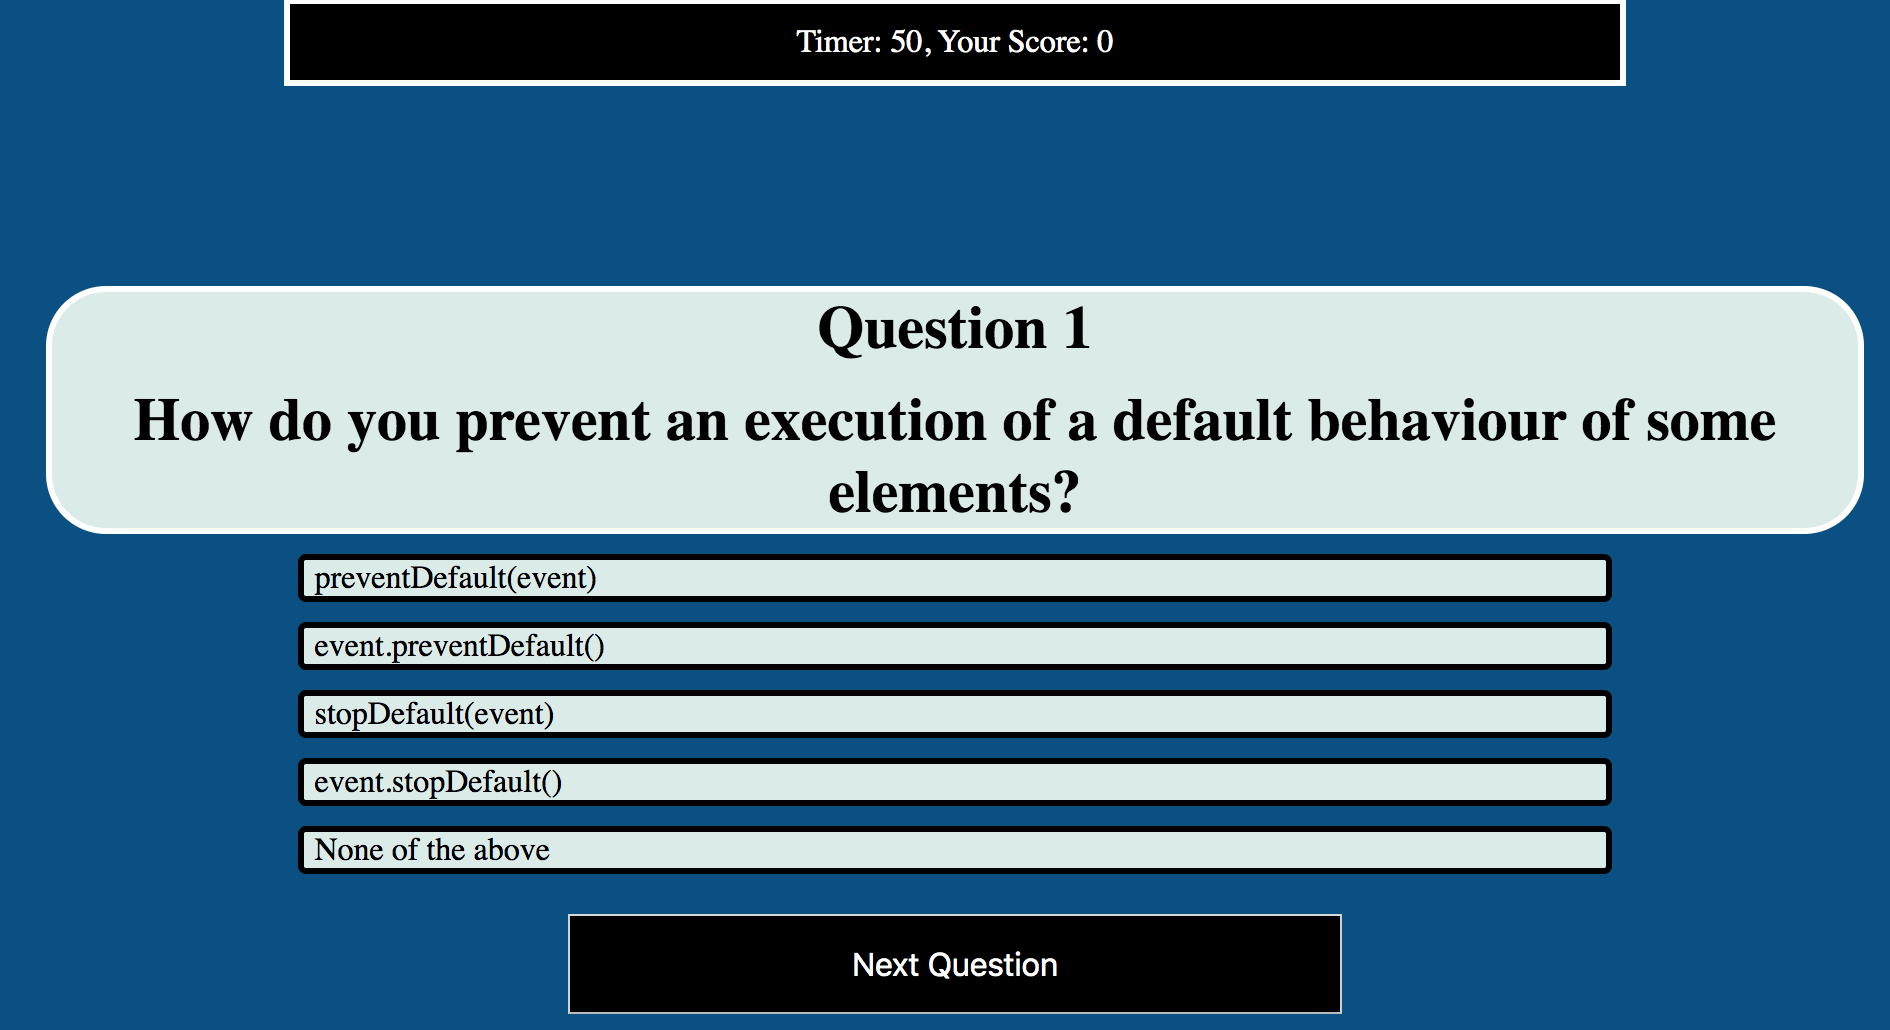 Timer: 50, Your Score: 0
Question 1
How do you prevent an execution of a default behaviour of some
elements?
preventDefault(event)
event.preventDefault()
stopDefault(event)
event.stopDefault()
None of the above
Next Question